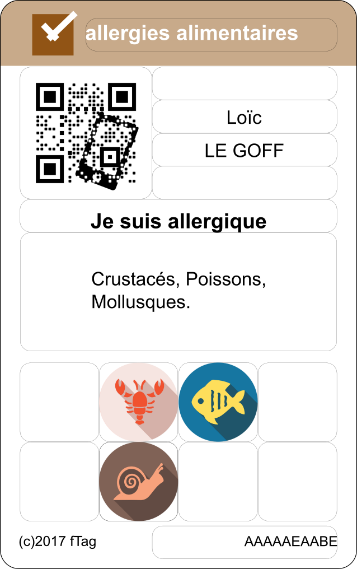 allergies alimentaires
Loïc
LE GOFF
Je suis allergique
Crustacés, Poissons,
Mollusques.
(c)2017 fTag
AAAAAEAABE